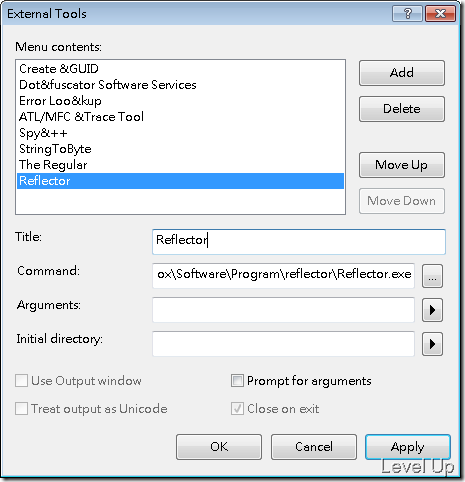 External Tools
Menu contents:
Create &GUID
Dot&fuscator Software Services
Error Loo&kup
ATL/MFC &Trace Tool
Spy&++
StringToByte
The Regular
Reflector
Add
Delete
Move Up
Move Down
Title:
Reflector
Command:
ox\Software\Program\reflector\Reflector.exe
...
Arguments:
Initial directory:
Use Output window
Prompt for arguments
Treat output as Unicode
Close on exit
OK
Cancel
Apply
Level Up